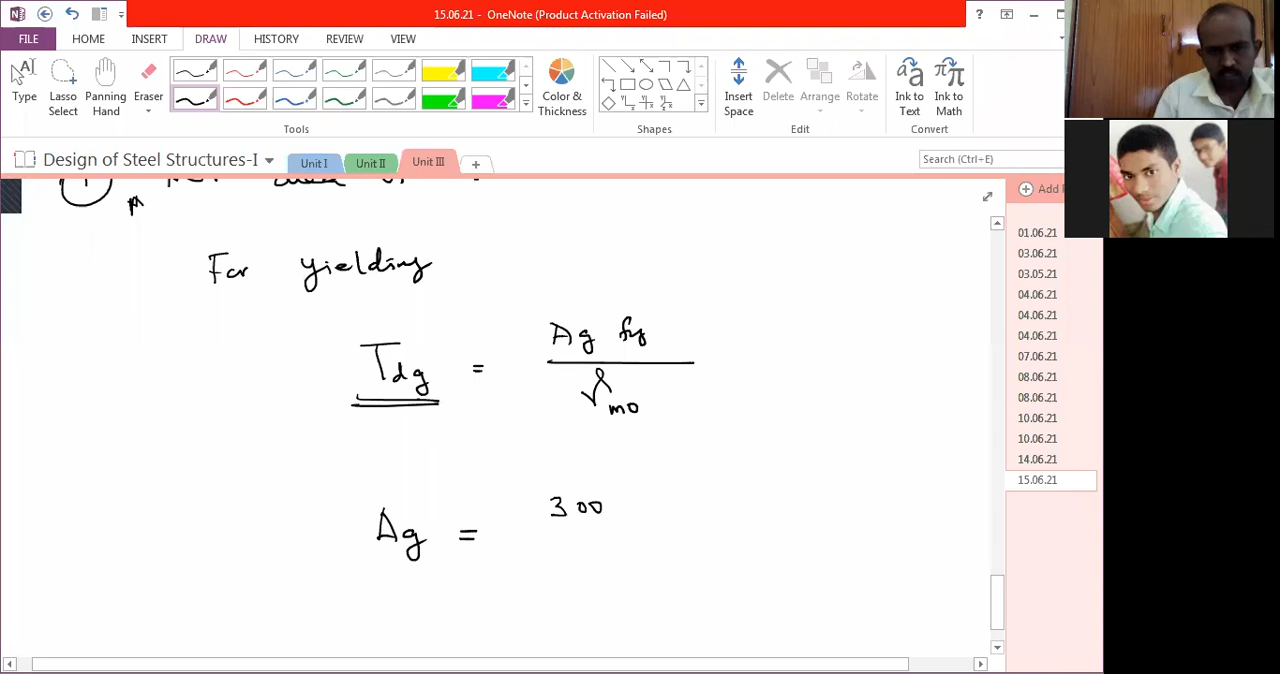 15.06.21 - OneNote (Product Activation Failed)
FILE HOME INSERT DRAW HISTORY REVIEW VIEW
Type Lasso Select Panning Hand Eraser Color & Thickness Insert Space Delete Arrange Rotate Ink to Text Ink to Math
Tools Shapes Edit Convert
Design of Steel Structures-I Unit I Unit II Unit III Search (Ctrl+E)
Add
For yielding
Tdg = Ag fy
γmo
Ag = 300
01.06.21
03.06.21
03.05.21
04.06.21
04.06.21
04.06.21
07.06.21
08.06.21
08.06.21
10.06.21
10.06.21
14.06.21
15.06.21